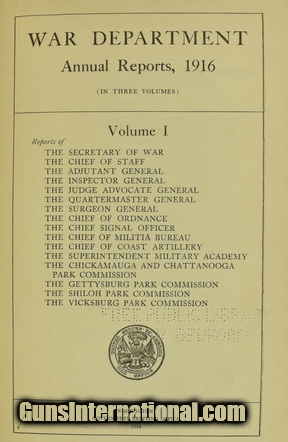 WAR DEPARTMENT
Annual Reports, 1916
(IN THREE VOLUMES)
Volume I
Reports of
THE SECRETARY OF WAR
THE CHIEF OF STAFF
THE ADJUTANT GENERAL
THE INSPECTOR GENERAL
THE JUDGE ADVOCATE GENERAL
THE QUARTERMASTER GENERAL
THE SURGEON GENERAL
THE CHIEF OF ORDNANCE
THE CHIEF SIGNAL OFFICER
THE CHIEF OF MILITIA BUREAU
THE CHIEF OF COAST ARTILLERY
THE SUPERINTENDENT MILITARY ACADEMY
THE CHICKAMAUGA AND CHATTANOOGA
PARK COMMISSION
THE GETTYSBURG PARK COMMISSION
THE SHILOH PARK COMMISSION
THE VICKSBURG PARK COMMISSION
FREE PUBLIC LIBRARY
BEDFORD
GunsInternational.com